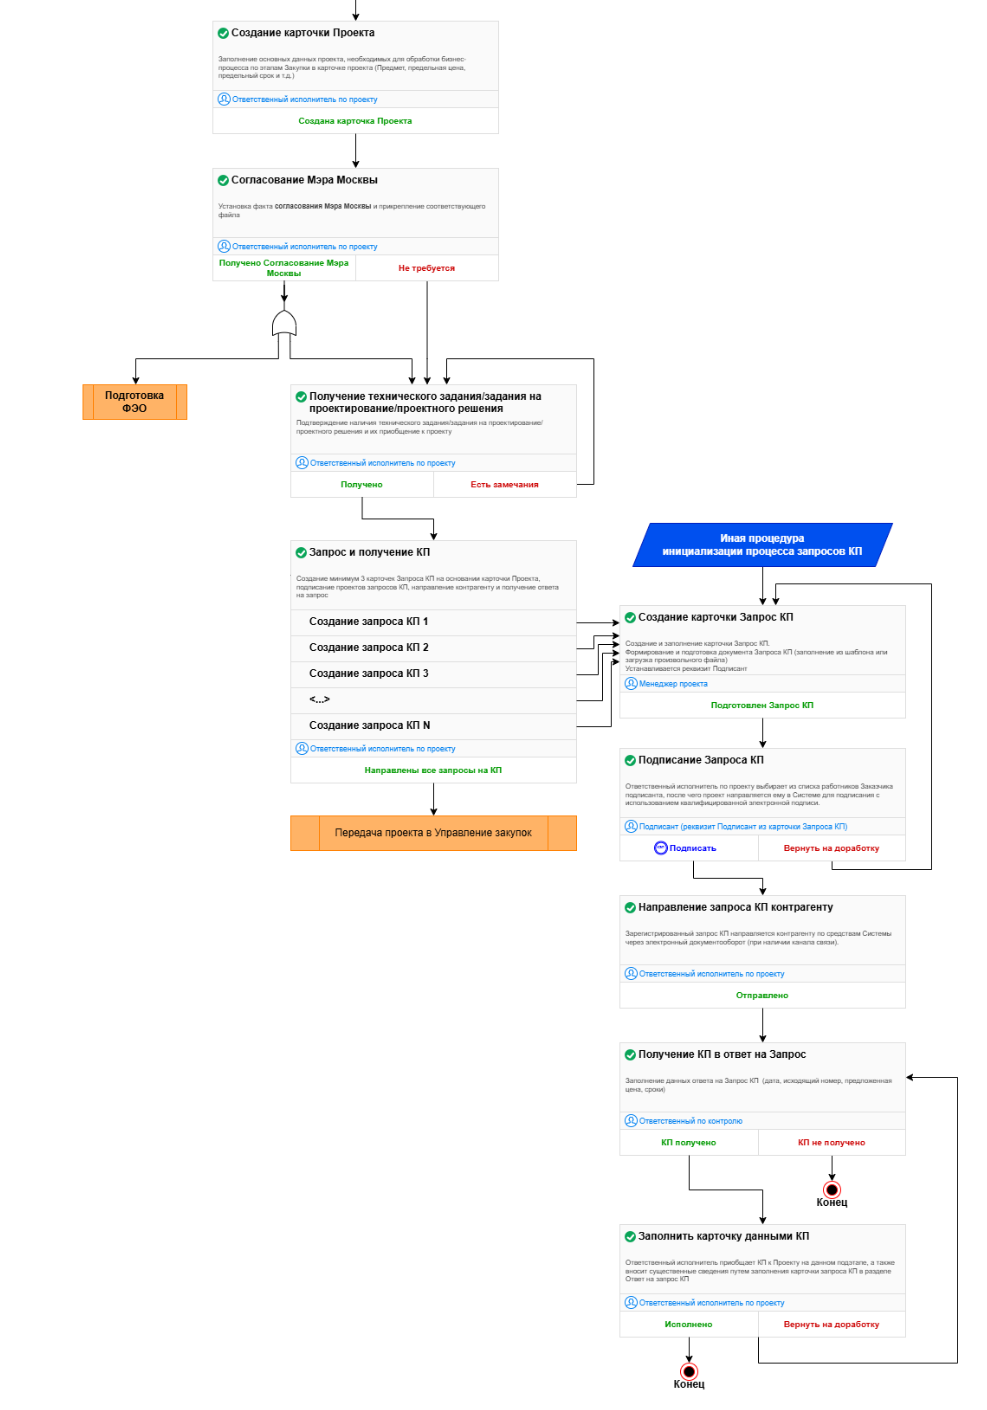 Создание карточки Проекта
Заполнение основных данных проекта, необходимых для обработки бизнес-
процесса по этапам Закупки в карточке проекта (Предмет, предельная цена,
предельный срок и т.д.)
Ответственный исполнитель по проекту
Создана карточка Проекта
Согласование Мэра Москвы
Установка факта согласования Мэра Москвы и прикрепление соответствующего
файла
Ответственный исполнитель по проекту
Получено Согласование Мэра
Москвы
Не требуется
Подготовка
ФЭО
Получение технического задания/задания на
проектирование/проектного решения
Подтверждение наличия технического задания/задания на проектирование/
проектного решения и их приобщение к проекту
Ответственный исполнитель по проекту
Получено
Есть замечания
Запрос и получение КП
Создание минимум 3 карточек Запроса КП на основании карточки Проекта,
подписание проектов запросов КП, направление контрагенту и получение ответа
на запрос
Создание запроса КП 1
Создание запроса КП 2
Создание запроса КП 3
<...>
Создание запроса КП N
Ответственный исполнитель по проекту
Направлены все запросы на КП
Передача проекта в Управление закупок
Иная процедура
инициализации процесса запросов КП
Создание карточки Запрос КП
Создание и заполнение карточки Запрос КП.
Формирование и подготовка документа Запроса КП (заполнение из шаблона или
загрузка произвольного файла)
Устанавливается реквизит Подписант
Менеджер проекта
Подготовлен Запрос КП
Подписание Запроса КП
Ответственный исполнитель по проекту выбирает из списка работников Заказчика
подписанта, после чего проект направляется ему в Системе для подписания с
использованием квалифицированной электронной подписи.
Подписант (реквизит Подписант из карточки Запроса КП)
Подписать
Вернуть на доработку
Направление запроса КП контрагенту
Зарегистрированный запрос КП направляется контрагенту по средствам Системы
через электронный документооборот (при наличии канала связи).
Ответственный исполнитель по проекту
Отправлено
Получение КП в ответ на Запрос
Заполнение данных ответа на Запрос КП (дата, исходящий номер, предложенная
цена, сроки)
Ответственный по контролю
КП получено
КП не получено
Конец
Заполнить карточку данными КП
Ответственный исполнитель приобщает КП к Проекту на данном подэтапе, а также
вносит существенные сведения путем заполнения карточки запроса КП в разделе
Ответ на запрос КП
Ответственный исполнитель по проекту
Исполнено
Вернуть на доработку
Конец